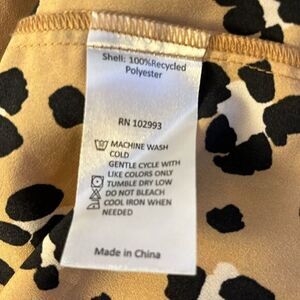 Shell: 100%Recycled
Polyester
RN 102993
MACHINE WASH
COLD
GENTLE CYCLE WITH
LIKE COLORS ONLY
TUMBLE DRY LOW
DO NOT BLEACH
COOL IRON WHEN
NEEDED
Made in China